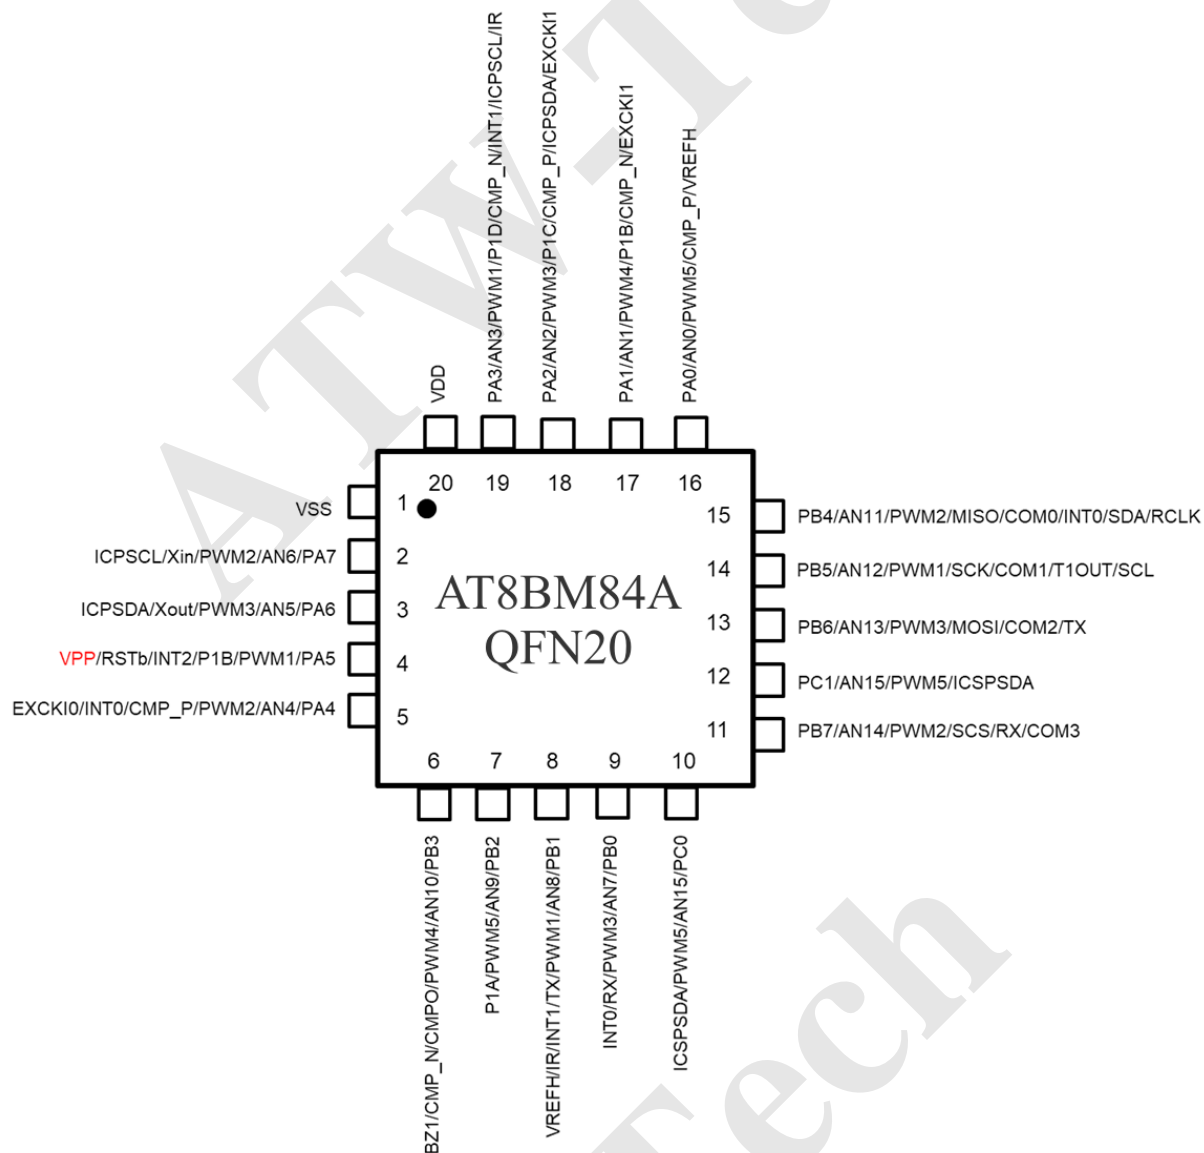 PA3/AN3/PWM1/P1D/CMP_N/INT1/ICPSCL/IR
PA2/AN2/PWM3/P1C/CMP_P/ICPSDA/EXCKI1
PA1/AN1/PWM4/P1B/CMP_N/EXCKI1
PA0/AN0/PWM5/CMP_P/VREFH
VDD
20 19 18 17 16
VSS 1
ICPSCL/Xin/PWM2/AN6/PA7 2
ICPSDA/Xout/PWM3/AN5/PA6 3
VPP/RSTb/INT2/P1B/PWM1/PA5 4
EXCKI0/INT0/CMP_P/PWM2/AN4/PA4 5
AT8BM84A
QFN20
15 PB4/AN11/PWM2/MISO/COM0/INT0/SDA/RCLK
14 PB5/AN12/PWM1/SCK/COM1/T1OUT/SCL
13 PB6/AN13/PWM3/MOSI/COM2/TX
12 PC1/AN15/PWM5/ICSPSDA
11 PB7/AN14/PWM2/SCS/RX/COM3
6 7 8 9 10
BZ1/CMP_N/CMPO/PWM4/AN10/PB3
P1A/PWM5/AN9/PB2
VREFH/IR/INT1/TX/PWM1/AN8/PB1
INT0/RX/PWM3/AN7/PB0
ICSPSDA/PWM5/AN15/PC0
ATW-Tec
Tech